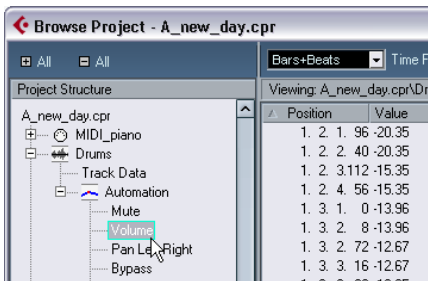 Browse Project - A_new_day.cpr
All All Bars+Beats Time F
Project Structure Viewing: A_new_day.cpr\Dr
A_new_day.cpr Position Value
MIDI_piano 1. 2. 1. 96 -20.35
Drums 1. 2. 2. 40 -20.35
Track Data 1. 2. 3.112 -15.35
Automation 1. 2. 4. 56 -15.35
Mute 1. 3. 1. 0 -13.96
Volume 1. 3. 2. 8 -13.96
Pan Le Right 1. 3. 2. 72 -12.67
Bypass 1. 3. 3. 16 -12.67